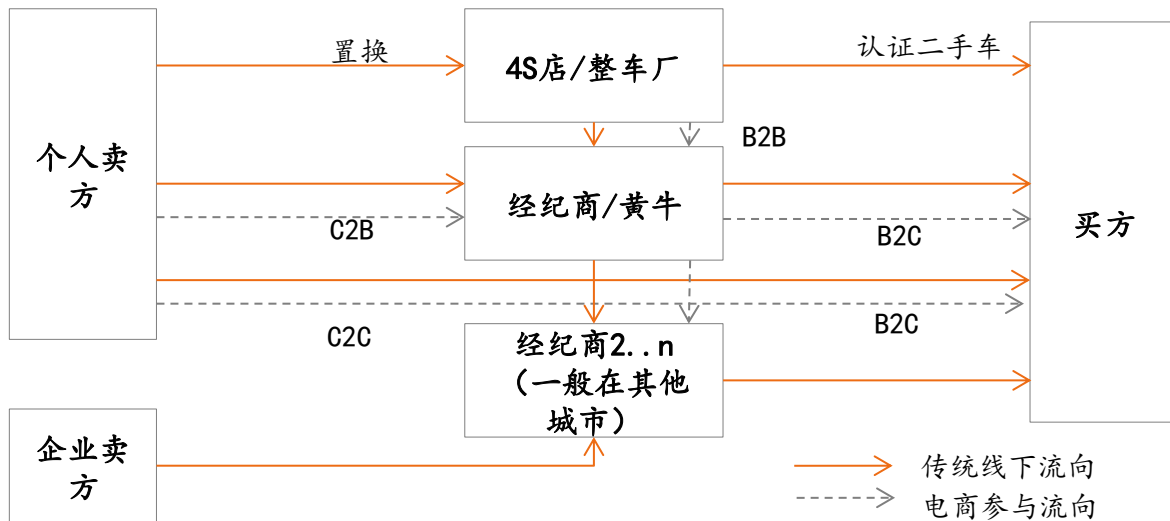 置换
4S店/整车厂
认证二手车
B2B
个人卖
方
经纪商/黄牛
C2B
B2C
买方
C2C
B2C
经纪商2..n
（一般在其他
城市）
企业卖
方
传统线下流向
电商参与流向